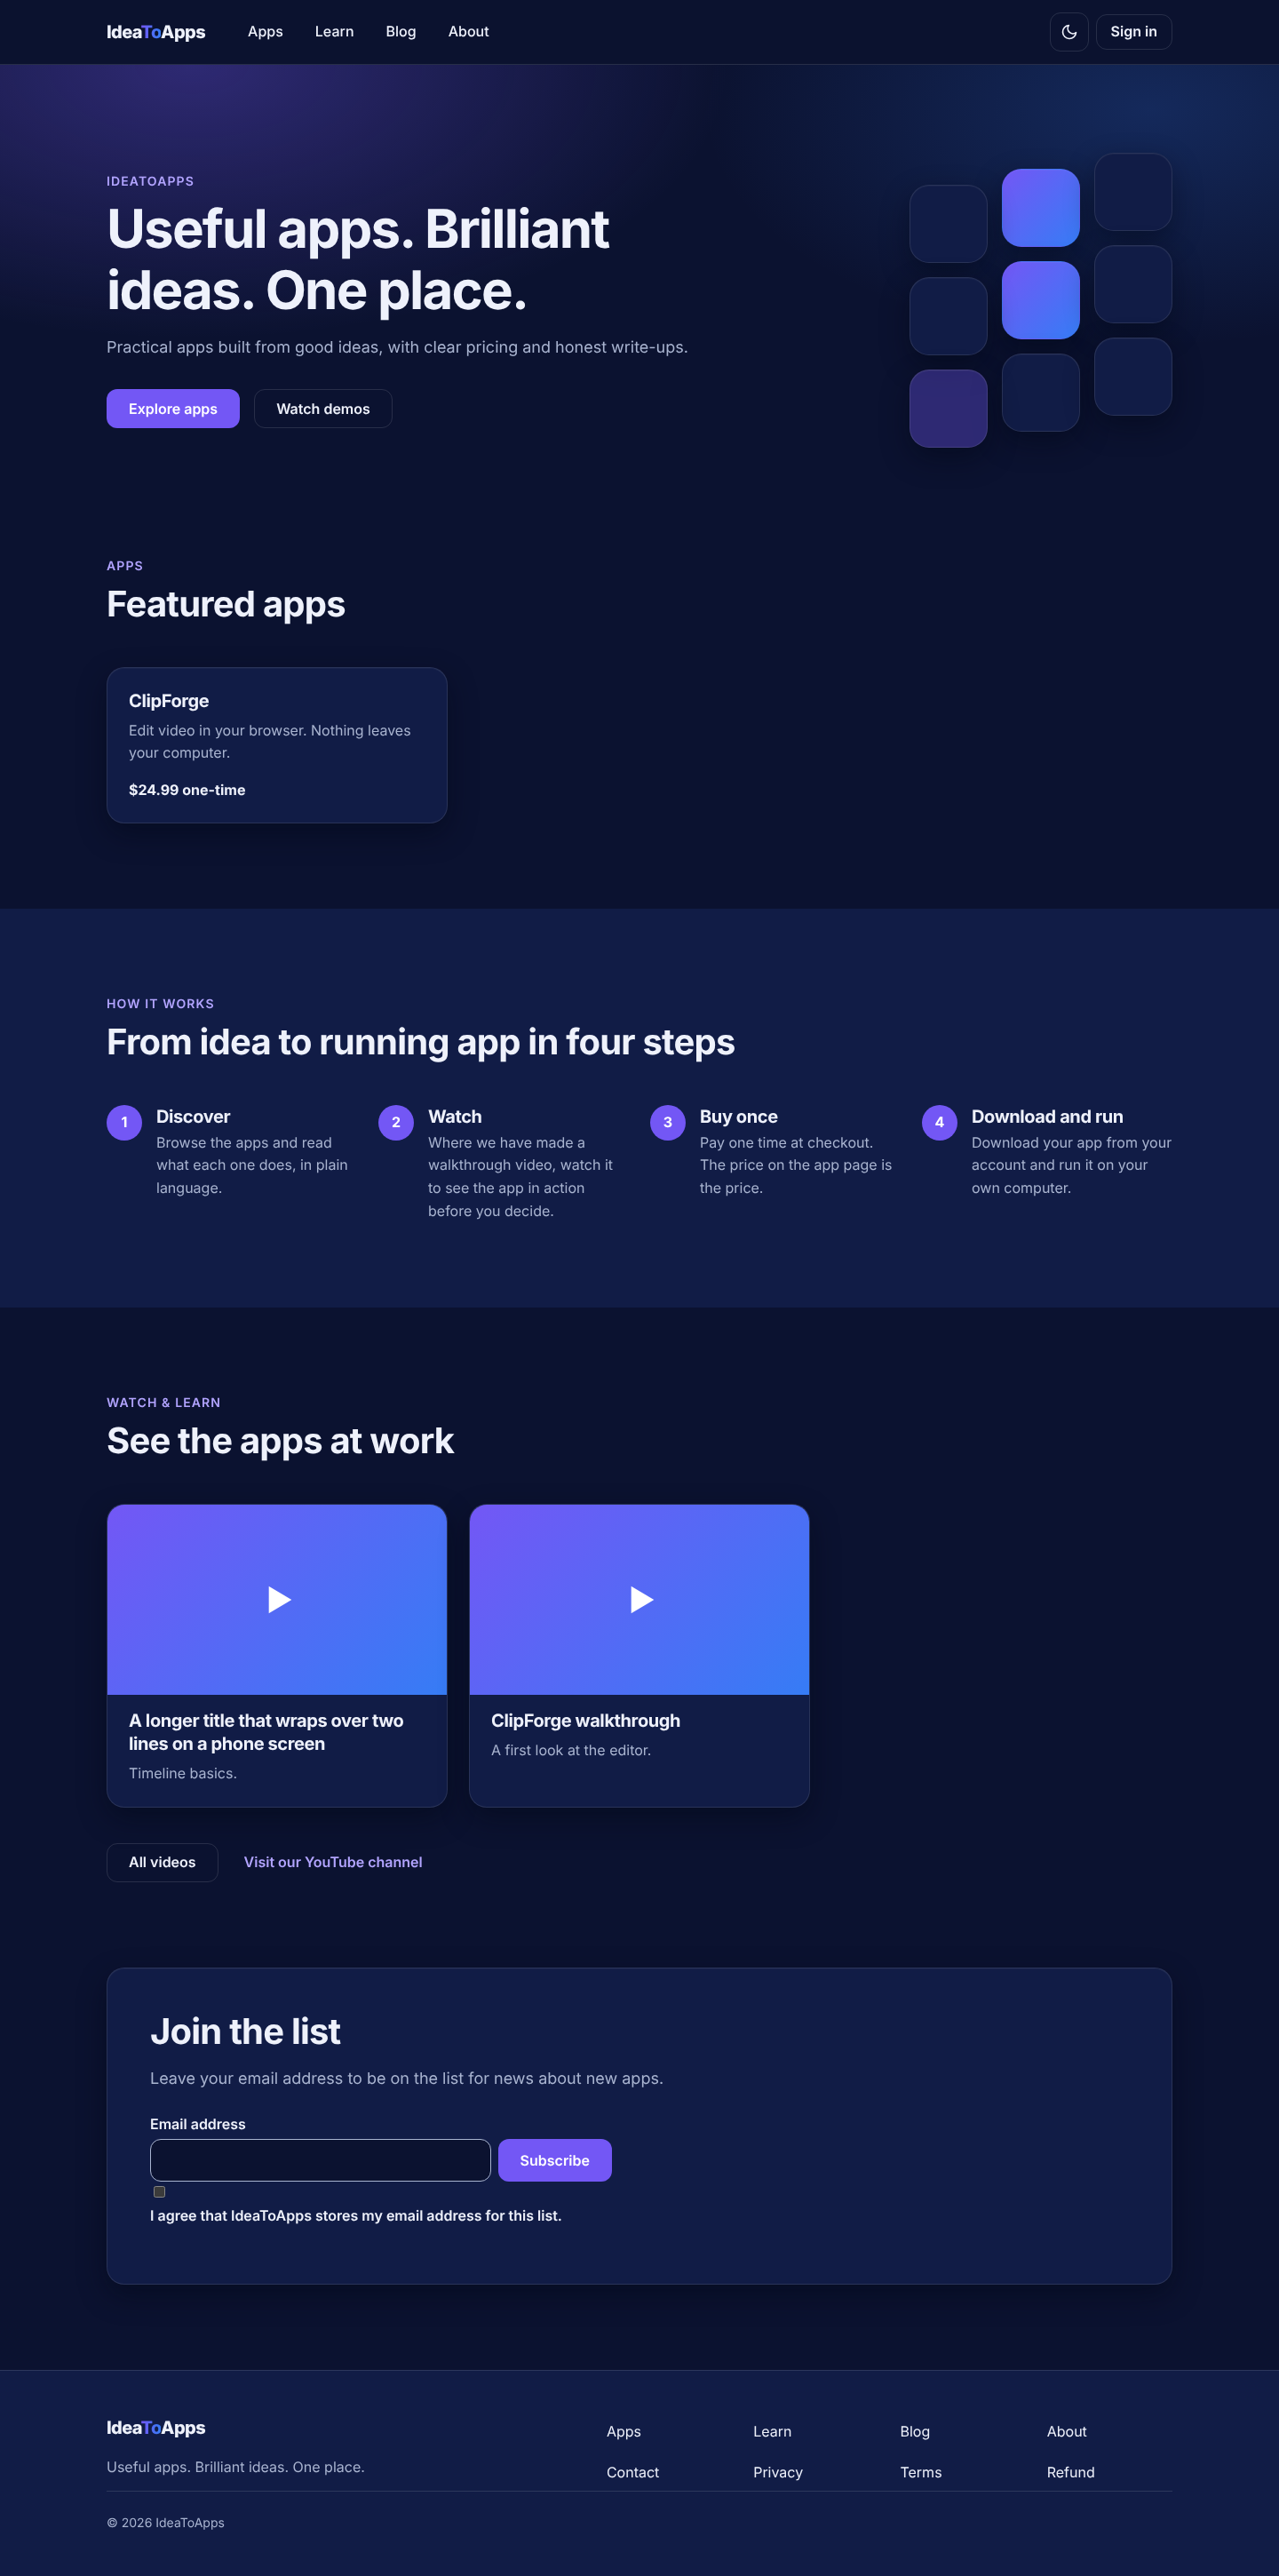 IdeaToApps
Apps
Learn
Blog
About
Sign in
IDEATOAPPS
Useful apps. Brilliant
ideas. One place.
Practical apps built from good ideas, with clear pricing and honest write-ups.
Explore apps
Watch demos
APPS
Featured apps
ClipForge
Edit video in your browser. Nothing leaves
your computer.
$24.99 one-time
HOW IT WORKS
From idea to running app in four steps
1
Discover
Browse the apps and read
what each one does, in plain
language.
2
Watch
Where we have made a
walkthrough video, watch it
to see the app in action
before you decide.
3
Buy once
Pay one time at checkout.
The price on the app page is
the price.
4
Download and run
Download your app from your
account and run it on your
own computer.
WATCH & LEARN
See the apps at work
A longer title that wraps over two
lines on a phone screen
Timeline basics.
ClipForge walkthrough
A first look at the editor.
All videos
Visit our YouTube channel
Join the list
Leave your email address to be on the list for news about new apps.
Email address
Subscribe
I agree that IdeaToApps stores my email address for this list.
IdeaToApps
Useful apps. Brilliant ideas. One place.
Apps
Learn
Blog
About
Contact
Privacy
Terms
Refund
© 2026 IdeaToApps